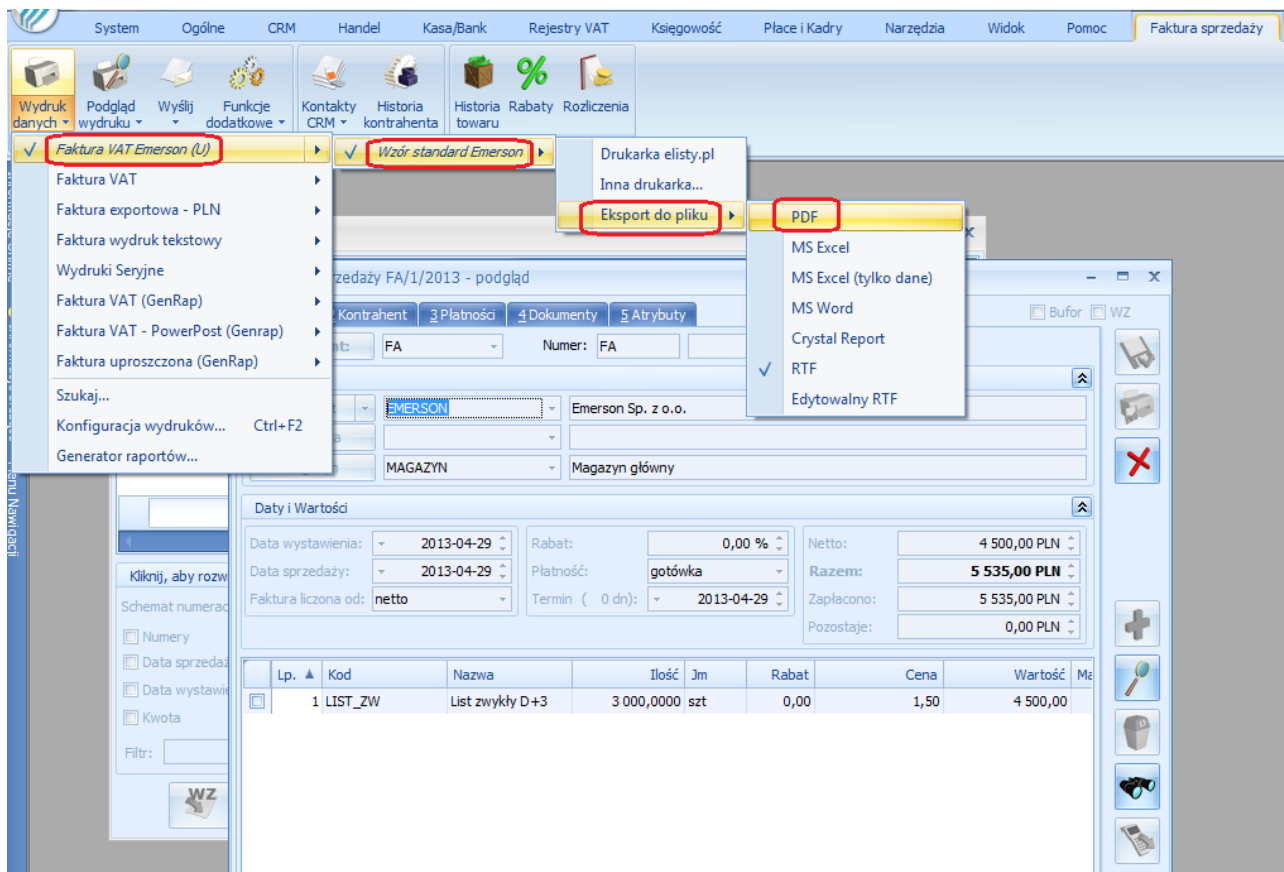 System Ogólne CRM Handel Kasa/Bank Rejestry VAT Księgowość Płace i Kadry Narzędzia Widok Pomoc Faktura sprzedaży
Wydruk danych
Podgląd wydruku
Wyślij
Funkcje dodatkowe
Kontakty CRM
Historia kontrahenta
Historia towaru
Rabaty
Rozliczenia
Faktura VAT Emerson (U)
Faktura VAT
Faktura exportowa - PLN
Faktura wydruk tekstowy
Wydruki Seryjne
Faktura VAT (GenRap)
Faktura VAT - PowerPost (Genrap)
Faktura uproszczona (GenRap)
Szukaj...
Konfiguracja wydruków... Ctrl+F2
Generator raportów...
Wzór standard Emerson
Drukarka elisty.pl
Inna drukarka...
Eksport do pliku
PDF
MS Excel
MS Excel (tylko dane)
MS Word
Crystal Report
RTF
Edytowalny RTF
rzedaży FA/1/2013 - podgląd
Kontrahent 3 Płatności 4 Dokumenty 5 Atrybuty
Bufor WZ
nt: FA Numer: FA
EMERSON Emerson Sp. z o.o.
MAGAZYN Magazyn główny
Daty i Wartości
Data wystawienia: 2013-04-29 Rabat: 0,00 % Netto: 4 500,00 PLN
Data sprzedaży: 2013-04-29 Płatność: gotówka Razem: 5 535,00 PLN
Faktura liczona od: netto Termin ( 0 dn): 2013-04-29 Zapłacono: 5 535,00 PLN
Pozostaje: 0,00 PLN
Lp. Kod Nazwa Ilość Jm Rabat Cena Wartość Ma
1 LIST_ZW List zwykły D+3 3 000,0000 szt 0,00 1,50 4 500,00
Kliknij, aby rozw
Schemat numerac
Numery
Data sprzedaż
Data wystawie
Kwota
Filtr:
WZ